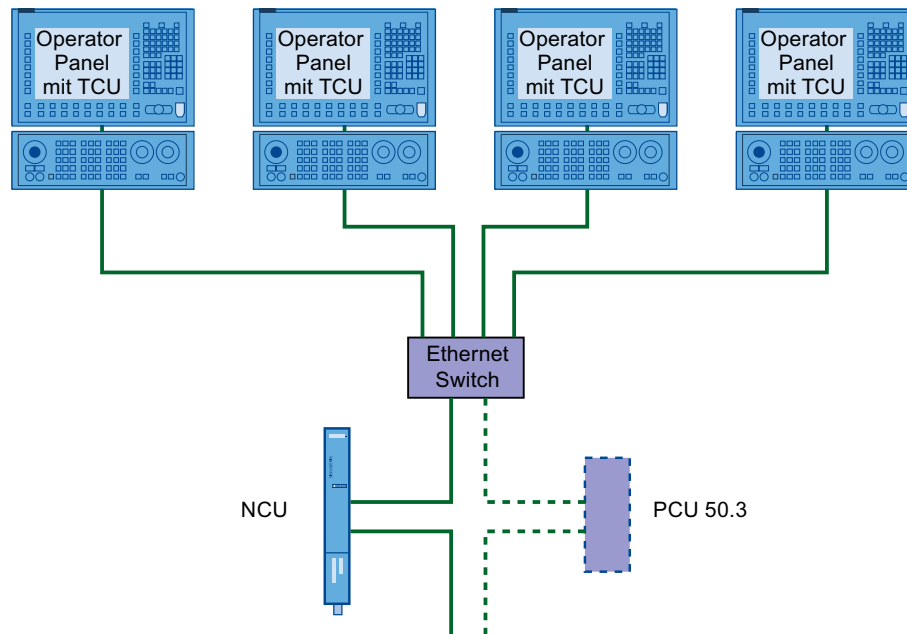 Operator
Panel
mit TCU
Operator
Panel
mit TCU
Operator
Panel
mit TCU
Operator
Panel
mit TCU
Ethernet
Switch
NCU
PCU 50.3